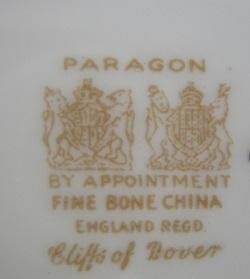 PARAGON
BY APPOINTMENT
FINE BONE CHINA
ENGLAND REGD.
Cliffs of Dover